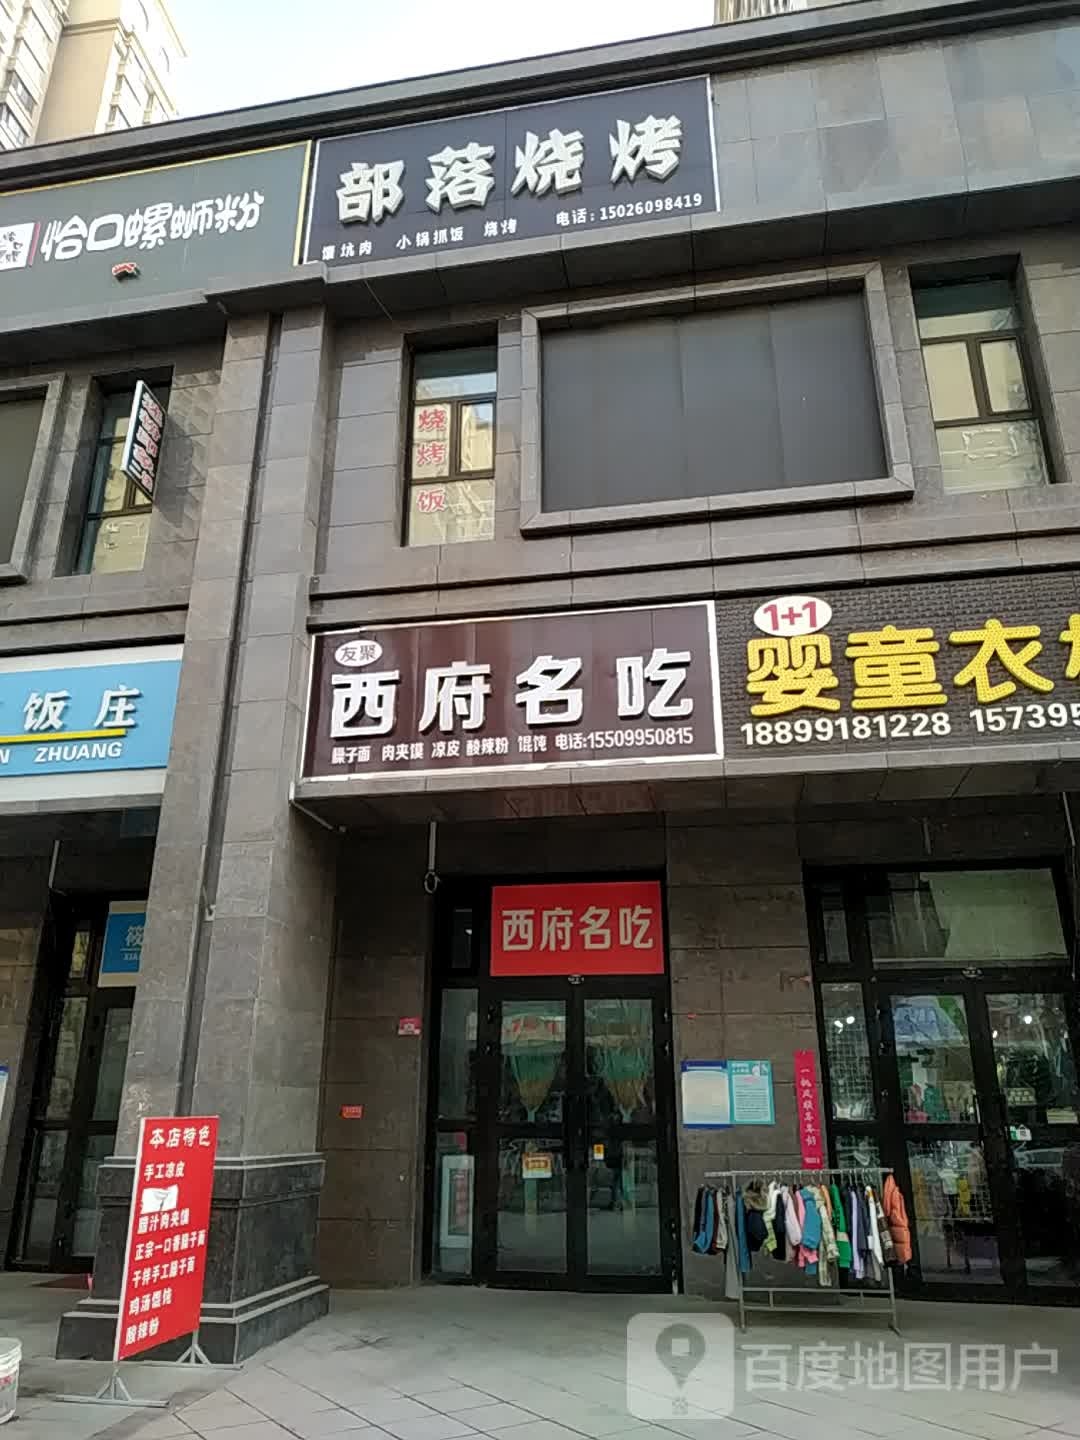 恰口螺蛳粉
部落烧烤
馕坑肉 小锅抓饭 烧烤 电话:15026098419
烧
烤
饭
饭庄
ZHUANG
友聚
西府名吃
臊子面 肉夹馍 凉皮 酸辣粉 馄饨 电话:15509950815
1+1
婴童衣
18899181228 157395
西府名吃
本店特色
手工凉皮
腊汁肉夹馍
正宗一口香臊子面
干拌手工臊子面
鸡汤馄饨
酸辣粉
百度地图用户